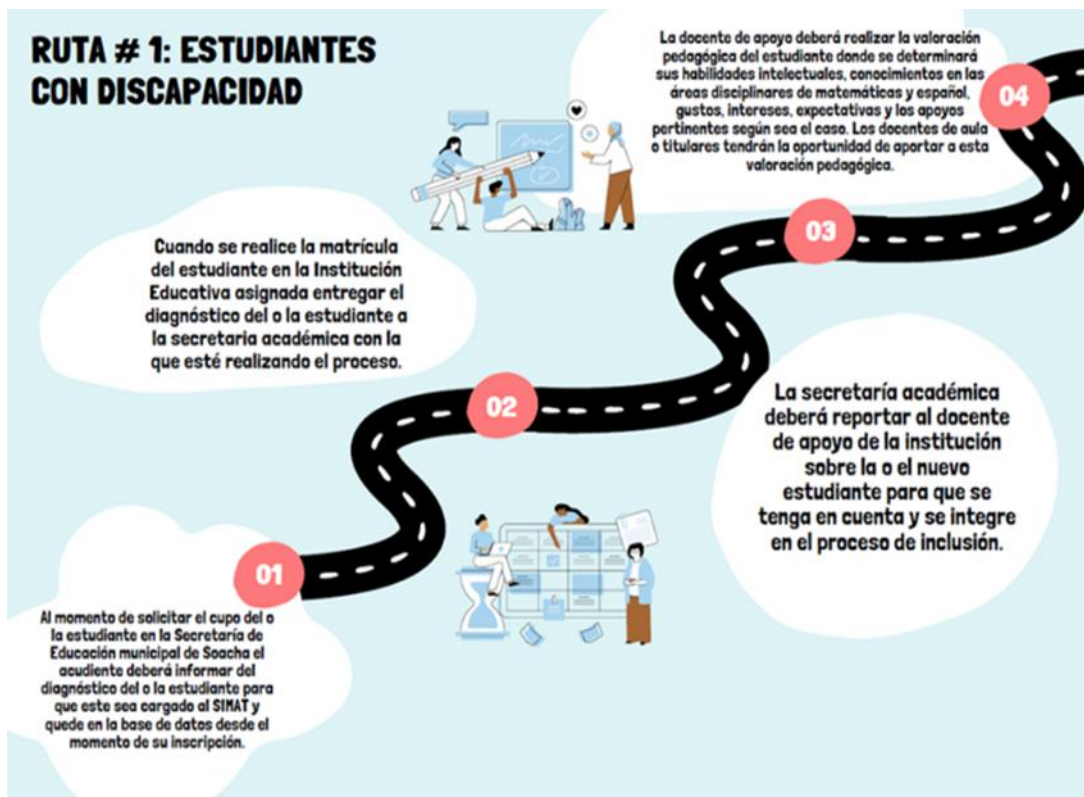 RUTA # 1: ESTUDIANTES
CON DISCAPACIDAD
01
Al momento de solicitar el cupo del o
la estudiante en la Secretaría de
Educación municipal de Soacha el
acudiente deberá informar del
diagnóstico del o la estudiante para
que este sea cargado al SIMAT y
quede en la base de datos desde el
momento de su inscripción.
02
Cuando se realice la matrícula
del estudiante en la Institución
Educativa asignada entregar el
diagnóstico del o la estudiante a
la secretaria académica con la
que esté realizando el proceso.
03
La secretaría académica
deberá reportar al docente
de apoyo de la institución
sobre la o el nuevo
estudiante para que se
tenga en cuenta y se integre
en el proceso de inclusión.
04
La docente de apoyo deberá realizar la valoración
pedagógica del estudiante donde se determinará
sus habilidades intelectuales, conocimientos en las
áreas disciplinares de matemáticas y español,
gustos, intereses, expectativas y los apoyos
pertinentes según sea el caso. Los docentes de aula
o titulares tendrán la oportunidad de aportar a esta
valoración pedagógica.